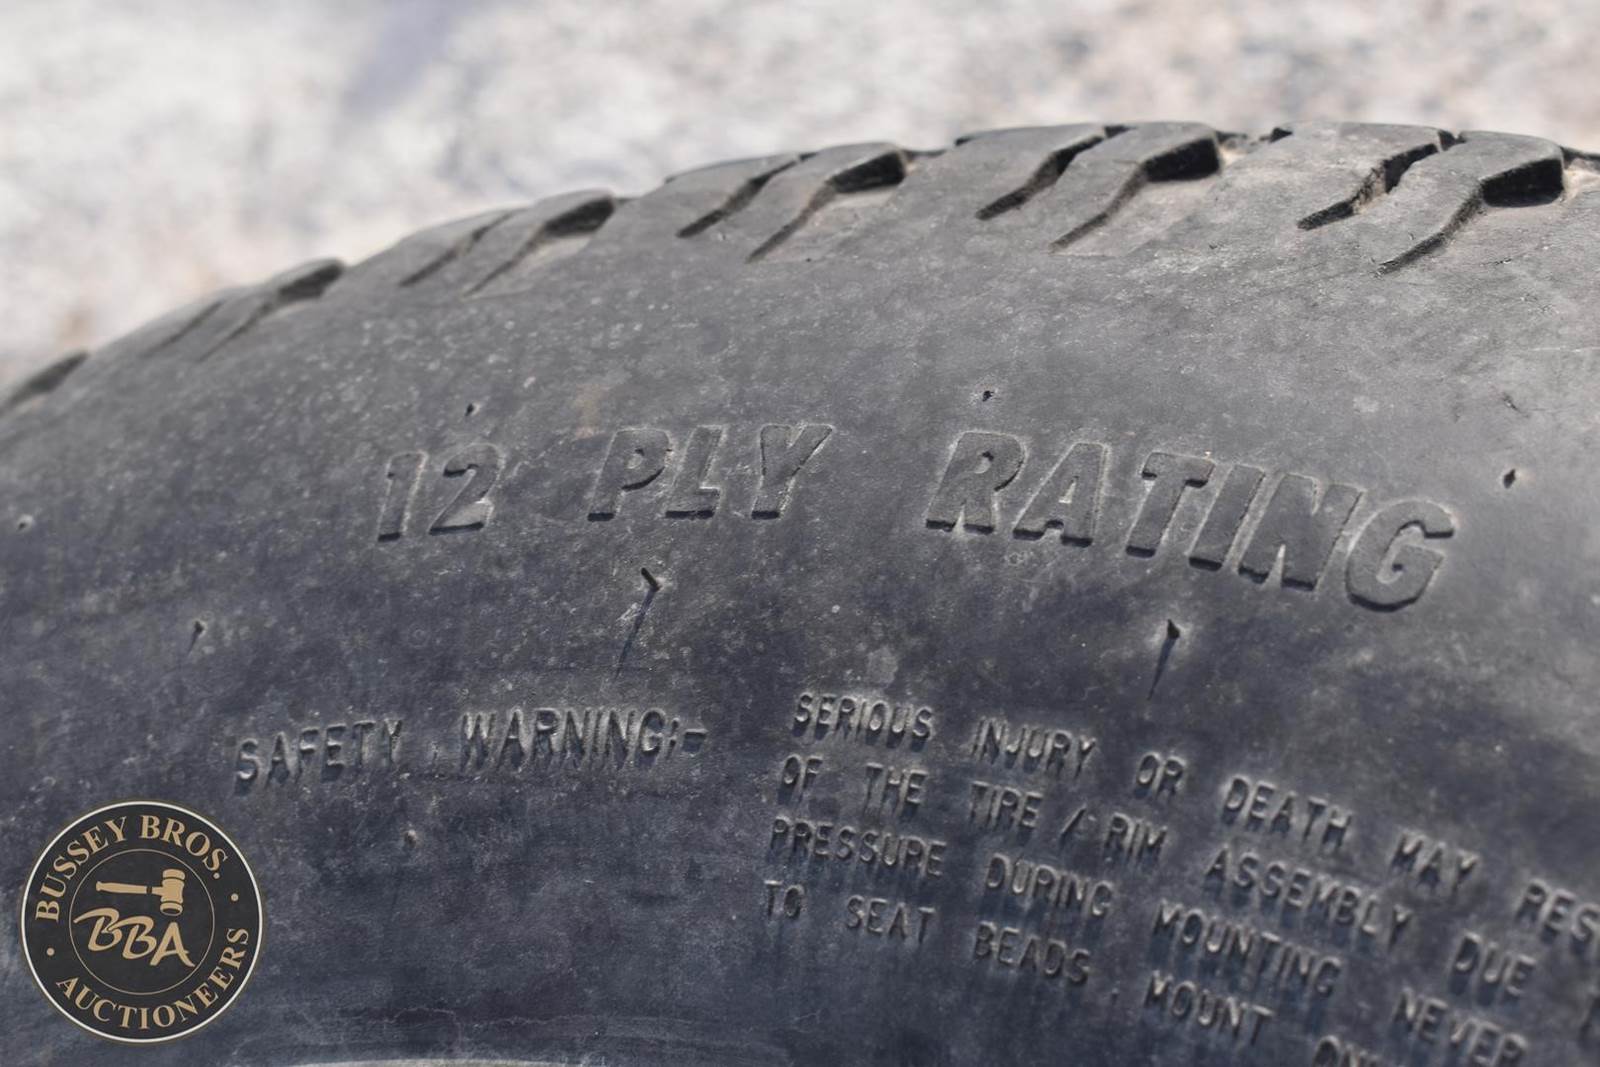 12 PLY RATING
SAFETY WARNING:-
SERIOUS INJURY OR DEATH MAY
OF THE TIRE / RIM ASSEMBLY DUE
PRESSURE DURING MOUNTING NEVER
TO SEAT BEADS. MOUNT
BUSSEY BROS.
BBA
AUCTIONEERS